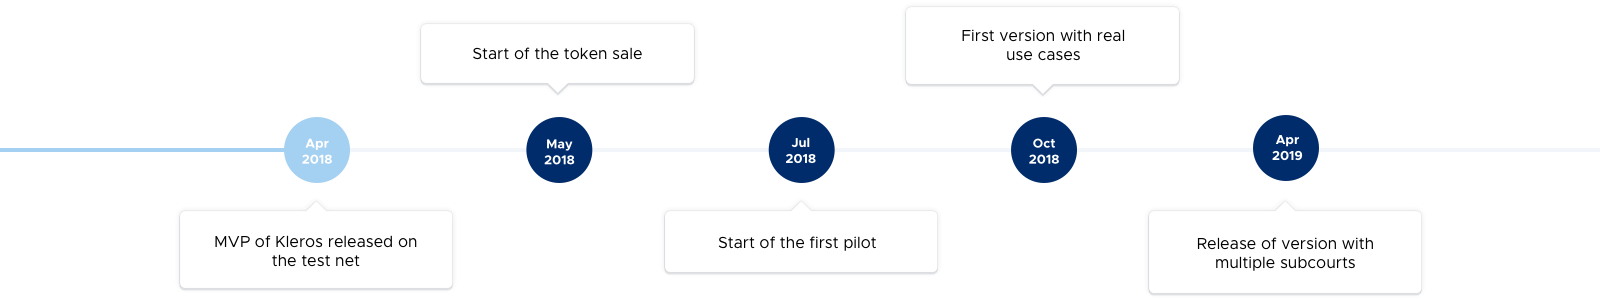 Apr
2018
MVP of Kleros released on
the test net
Start of the token sale
May
2018
Jul
2018
Start of the first pilot
First version with real
use cases
Oct
2018
Apr
2019
Release of version with
multiple subcourts